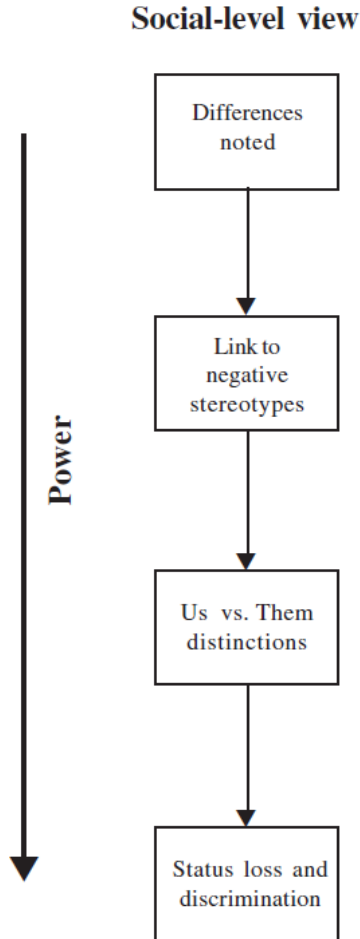 Social-level view
Differences
noted
Link to
negative
stereotypes
Power
Us vs. Them
distinctions
Status loss and
discrimination